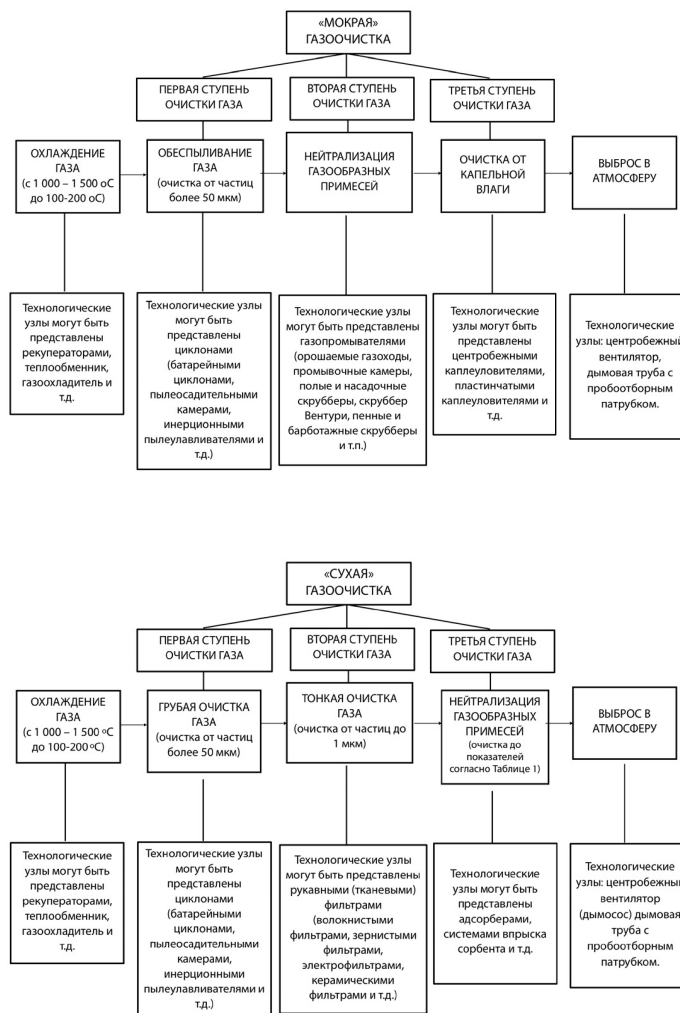 «МОКРАЯ»
ГАЗООЧИСТКА
ПЕРВАЯ СТУПЕНЬ
ОЧИСТКИ ГАЗА
ВТОРАЯ СТУПЕНЬ
ОЧИСТКИ ГАЗА
ТРЕТЬЯ СТУПЕНЬ
ОЧИСТКИ ГАЗА
ОХЛАЖДЕНИЕ
ГАЗА
(с 1 000 – 1 500 оС
до 100-200 оС)
ОБЕСПЫЛИВАНИЕ
ГАЗА
(очистка от частиц
более 50 мкм)
НЕЙТРАЛИЗАЦИЯ
ГАЗООБРАЗНЫХ
ПРИМЕСЕЙ
ОЧИСТКА ОТ
КАПЕЛЬНОЙ
ВЛАГИ
ВЫБРОС В
АТМОСФЕРУ
Технологические
узлы могут быть
представлены
рекуператорами,
теплообменник,
газоохладитель и
т.д.
Технологические узлы
могут быть
представлены
циклонами
(батарейными
циклонами,
пылеосадительными
камерами,
инерционными
пылеулавливателями и
т.д.)
Технологические узлы
могут быть представлены
газопромывателями
(орошаемые газоходы,
промывочные камеры,
полые и насадочные
скрубберы, скруббер
Вентури, пенные и
барботажные скрубберы
и т.п.)
Технологические
узлы могут быть
представлены
центробежными
каплеуловителями,
пластинчатыми
каплеуловителями и
т.д.
Технологические
узлы: центробежный
вентилятор,
дымовая труба с
пробоотборным
патрубком.
«СУХАЯ»
ГАЗООЧИСТКА
ПЕРВАЯ СТУПЕНЬ
ОЧИСТКИ ГАЗА
ВТОРАЯ СТУПЕНЬ
ОЧИСТКИ ГАЗА
ТРЕТЬЯ СТУПЕНЬ
ОЧИСТКИ ГАЗА
ОХЛАЖДЕНИЕ
ГАЗА
(с 1 000 – 1 500 ºС
до 100-200 ºС)
ГРУБАЯ ОЧИСТКА
ГАЗА
(очистка от частиц
более 50 мкм)
ТОНКАЯ ОЧИСТКА
ГАЗА
(очистка от частиц до
1 мкм)
НЕЙТРАЛИЗАЦИЯ
ГАЗООБРАЗНЫХ
ПРИМЕСЕЙ
(очистка до
показателей
согласно Таблице 1)
ВЫБРОС В
АТМОСФЕРУ
Технологические
узлы могут быть
представлены
рекуператорами,
теплообменник,
газоохладитель и
т.д.
Технологические узлы
могут быть
представлены
циклонами
(батарейными
циклонами,
пылеосадительными
камерами,
инерционными
пылеулавливателями и
т.д.)
Технологические узлы
могут быть представлены
рукавными (тканевыми)
фильтрами
(волокнистыми
фильтрами, зернистыми
фильтрами,
электрофильтрами,
керамическими
фильтрами и т.д.)
Технологические
узлы могут быть
представлены
адсорберами,
системами впрыска
сорбента и т.д.
Технологические
узлы: центробежный
вентилятор
(дымосос) дымовая
труба с
пробоотборным
патрубком.